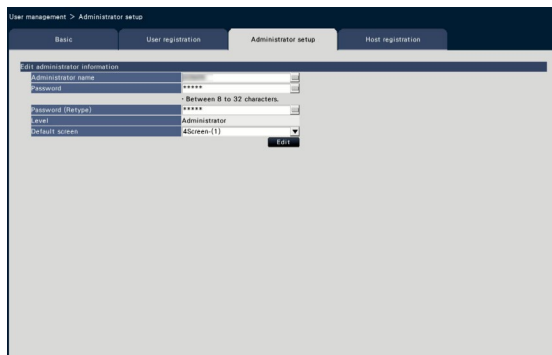 User management > Administrator setup
Basic
User registration
Administrator setup
Host registration
Edit administrator information
Administrator name
Password
*****
・Between 8 to 32 characters.
Password (Retype)
*****
Level
Administrator
Default screen
4Screen-(1)
Edit